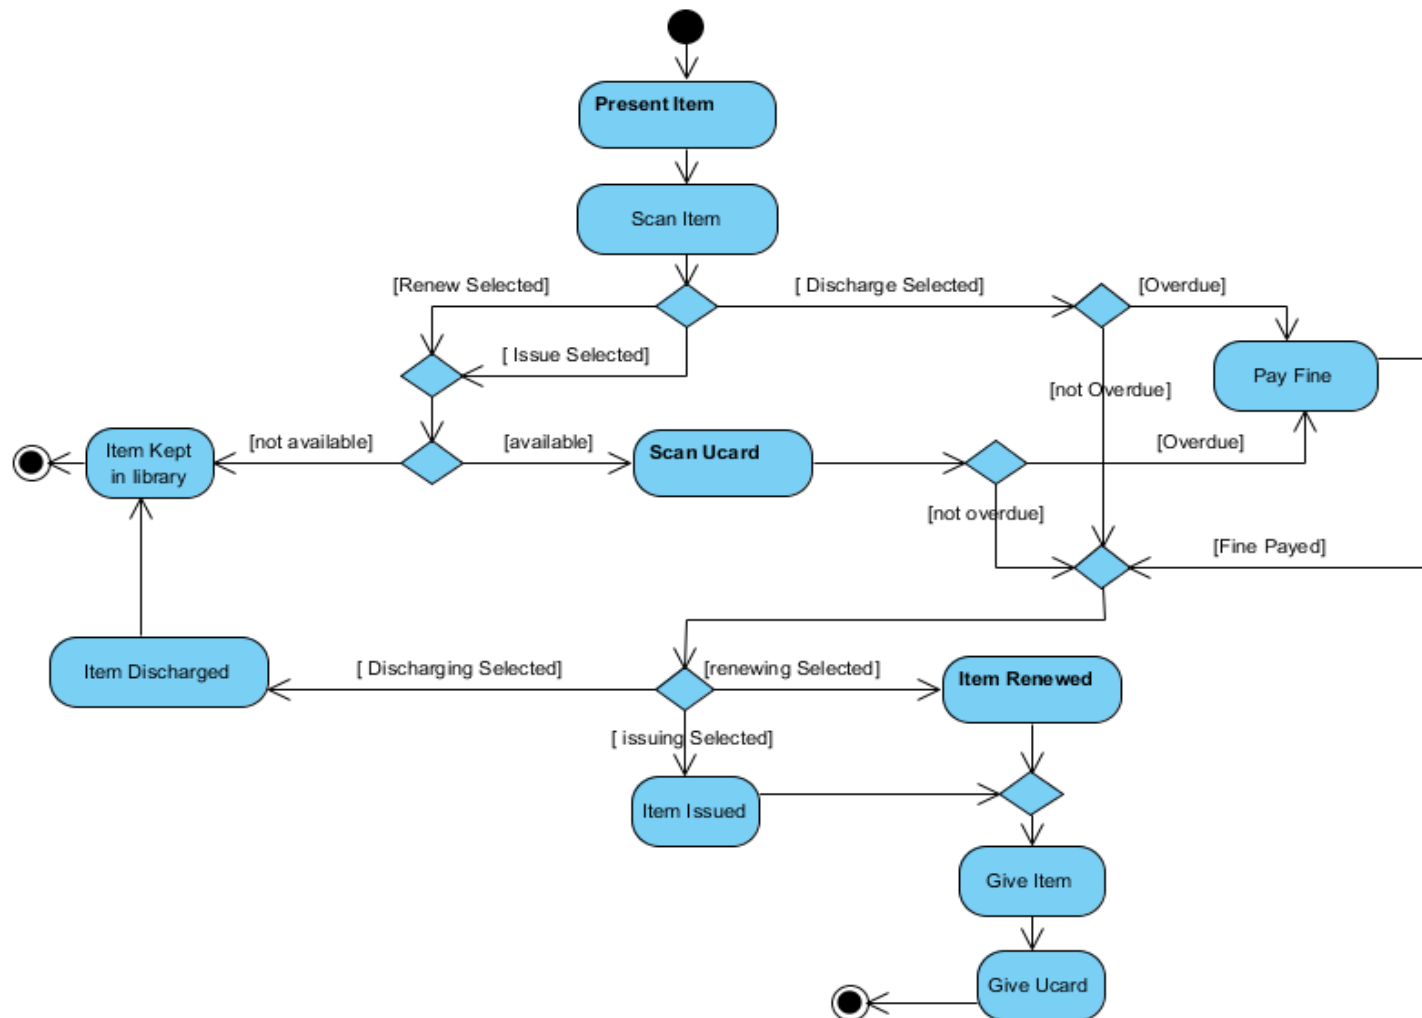 Present Item
Scan Item
[Renew Selected]
[ Discharge Selected]
[Overdue]
[ Issue Selected]
Pay Fine
[not Overdue]
Item Kept
in library
[not available]
[available]
Scan Ucard
[Overdue]
[not overdue]
[Fine Payed]
Item Discharged
[ Discharging Selected]
[renewing Selected]
Item Renewed
[ issuing Selected]
Item Issued
Give Item
Give Ucard